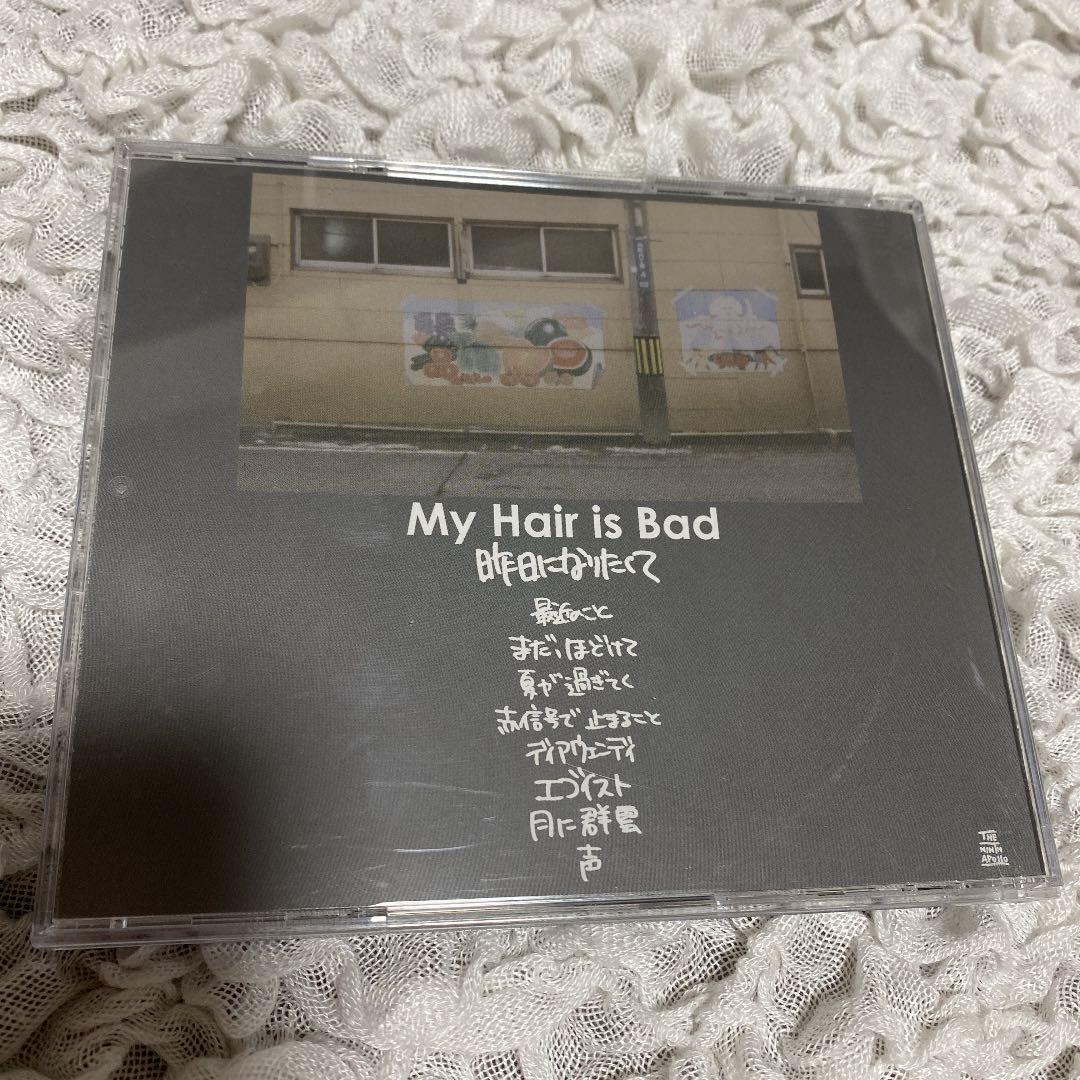 My Hair is Bad
昨日になりたくて
最近のこと
まだ、ほどけて
夏が過ぎてく
赤信号で止まること
ディアウェンディ
エゴイスト
月に群雲
声
THE
NINTH
APOLLO